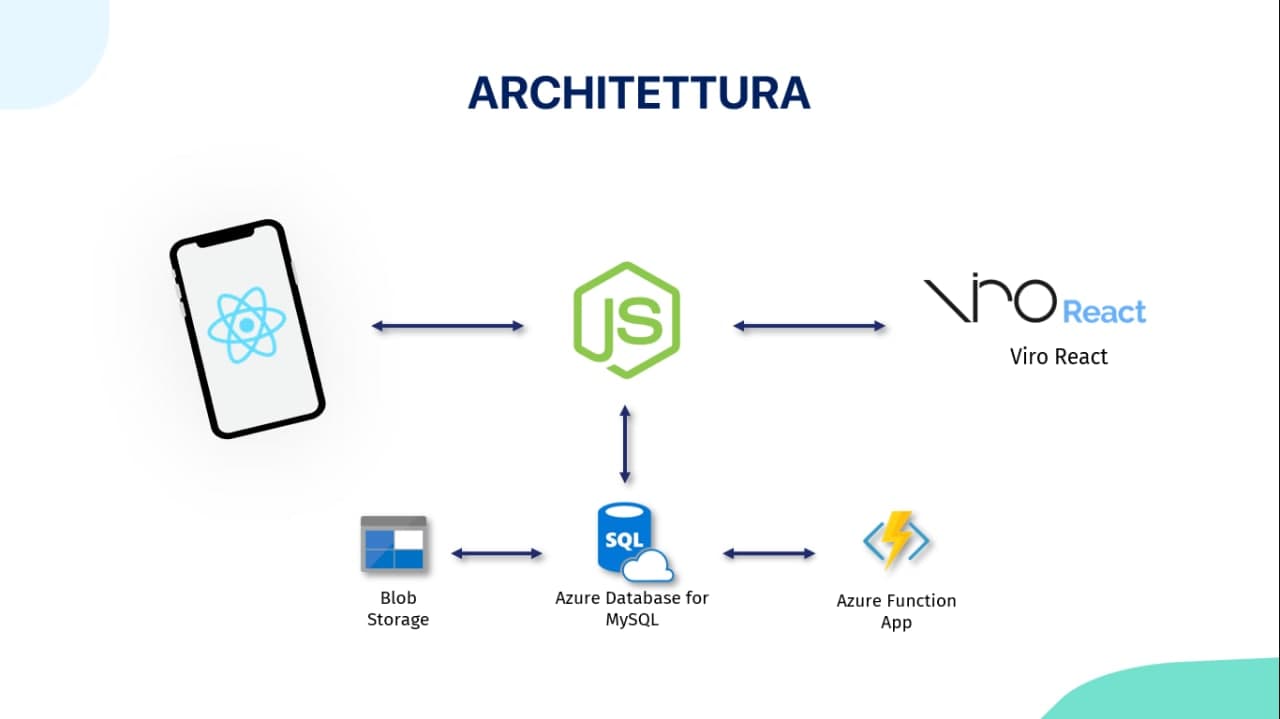 ARCHITETTURA
JS
viro React
Viro React
SQL
Blob
Storage
Azure Database for
MySQL
Azure Function
App